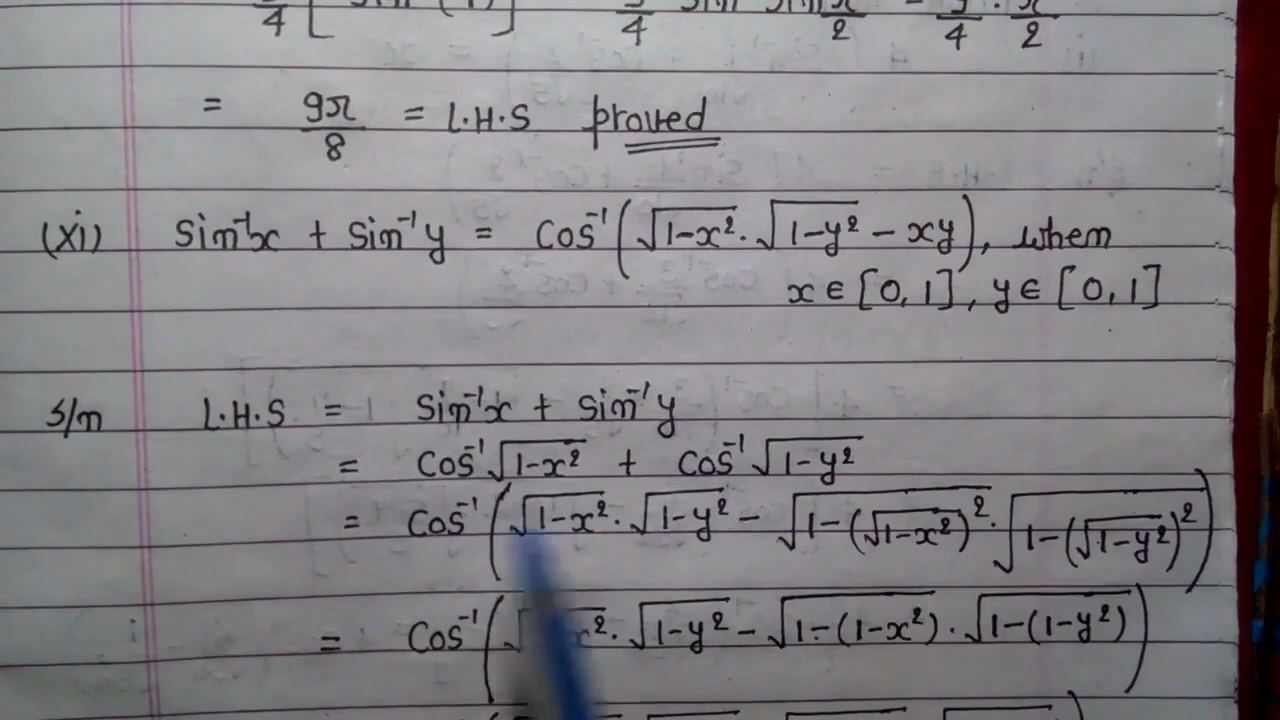 = 9π/8 = L.H.S proved
(xi) Sin⁻¹x + Sin⁻¹y = Cos⁻¹(√(1-x²)·√(1-y²) - xy), when
x ∈ [0,1], y ∈ [0,1]
S/n L.H.S = Sin⁻¹x + Sin⁻¹y
= Cos⁻¹√(1-x²) + Cos⁻¹√(1-y²)
= Cos⁻¹(√(1-x²)·√(1-y²) - √(1-(√(1-x²))²)·√(1-(√(1-y²))²))
= Cos⁻¹(√ x²·√(1-y²) - √(1-(1-x²))·√(1-(1-y²)))